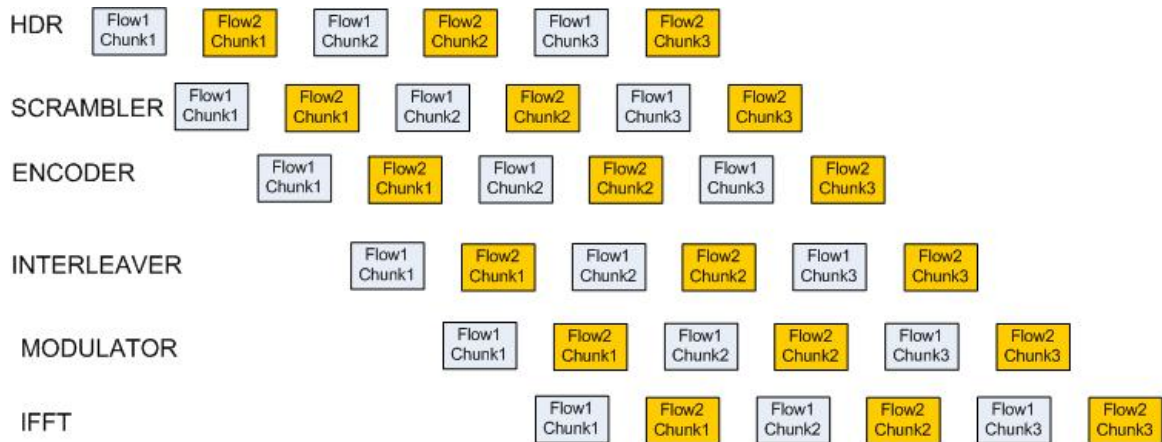 HDR
Flow1
Chunk1
Flow2
Chunk1
Flow1
Chunk2
Flow2
Chunk2
Flow1
Chunk3
Flow2
Chunk3
SCRAMBLER
Flow1
Chunk1
Flow2
Chunk1
Flow1
Chunk2
Flow2
Chunk2
Flow1
Chunk3
Flow2
Chunk3
ENCODER
Flow1
Chunk1
Flow2
Chunk1
Flow1
Chunk2
Flow2
Chunk2
Flow1
Chunk3
Flow2
Chunk3
INTERLEAVER
Flow1
Chunk1
Flow2
Chunk1
Flow1
Chunk2
Flow2
Chunk2
Flow1
Chunk3
Flow2
Chunk3
MODULATOR
Flow1
Chunk1
Flow2
Chunk1
Flow1
Chunk2
Flow2
Chunk2
Flow1
Chunk3
Flow2
Chunk3
IFFT
Flow1
Chunk1
Flow2
Chunk1
Flow1
Chunk2
Flow2
Chunk2
Flow1
Chunk3
Flow2
Chunk3